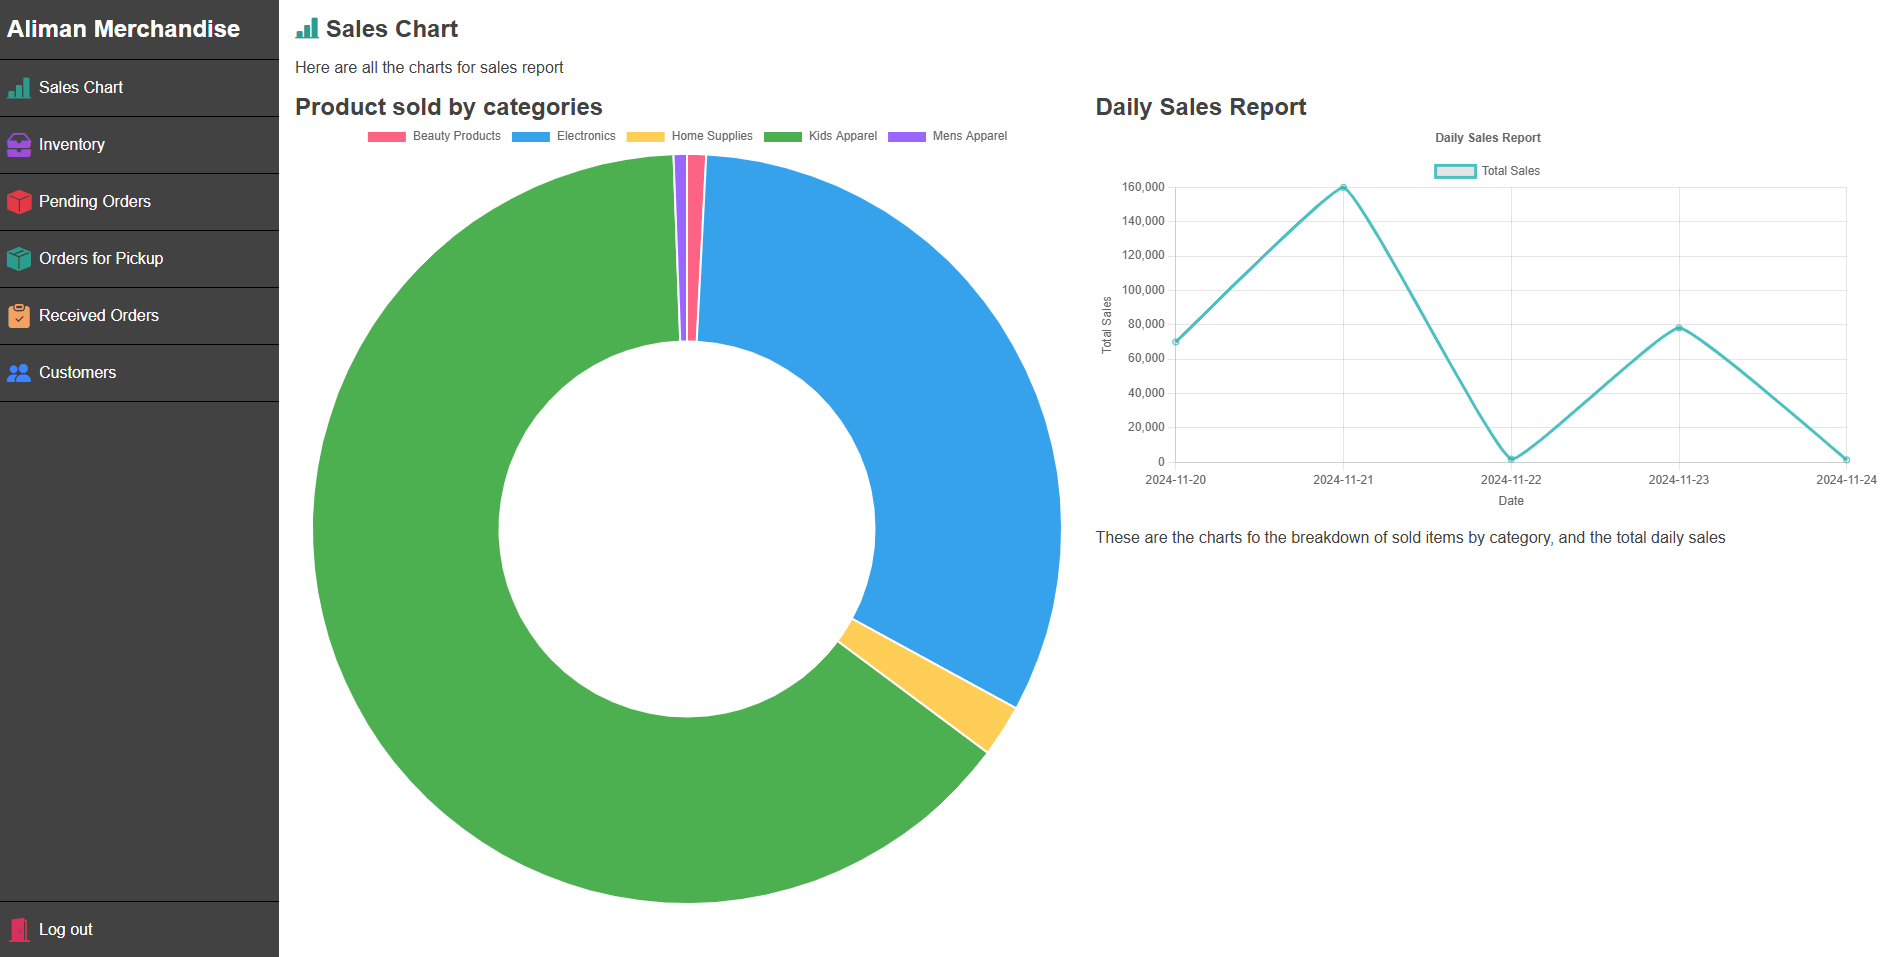 Aliman Merchandise
Sales Chart
Inventory
Pending Orders
Orders for Pickup
Received Orders
Customers
Log out
Sales Chart
Here are all the charts for sales report
Product sold by categories
Beauty Products Electronics Home Supplies Kids Apparel Mens Apparel
Daily Sales Report
Daily Sales Report
Total Sales
160,000
140,000
120,000
100,000
80,000
60,000
40,000
20,000
0
Total Sales
2024-11-20 2024-11-21 2024-11-22 2024-11-23 2024-11-24
Date
These are the charts fo the breakdown of sold items by category, and the total daily sales